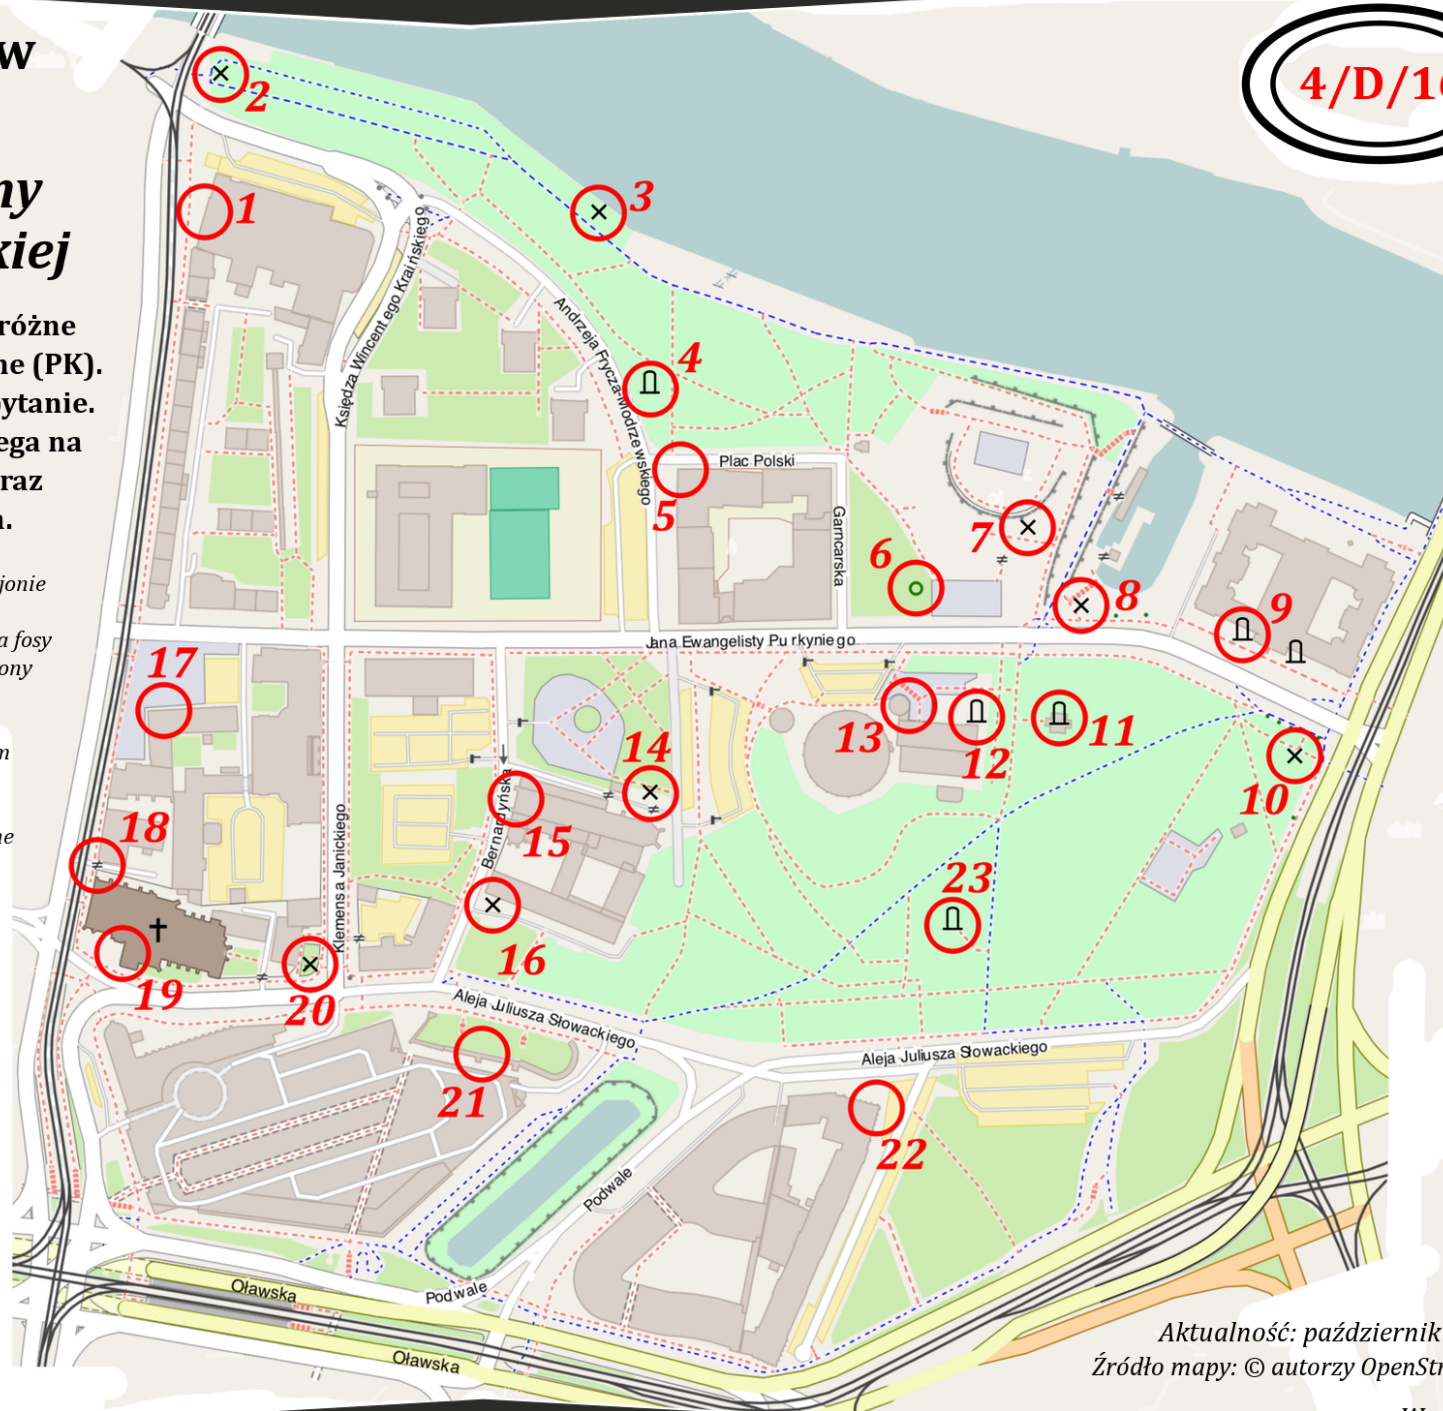 w
4/D/1
ny
kiej
różne
ne (PK).
pytanie.
ega na
raz
jonie
a fosy
ony
m
ne
2
1
3
Księdza Wincentego Kraińskiego
Andrzeja Frycza-Modrzewskiego
4
Plac Polski
5
Garncarska
6
7
8
9
Jana Ewangelisty Purkyniego
17
14
13
12
11
10
15
Bernardyńska
18
Klemensa Janickiego
23
16
19
20
Aleja Juliusza Słowackiego
Aleja Juliusza Słowackiego
21
22
Podwale
Oławska
Podwale
Oławska
Aktualność: październik
Źródło mapy: © autorzy OpenStr
W